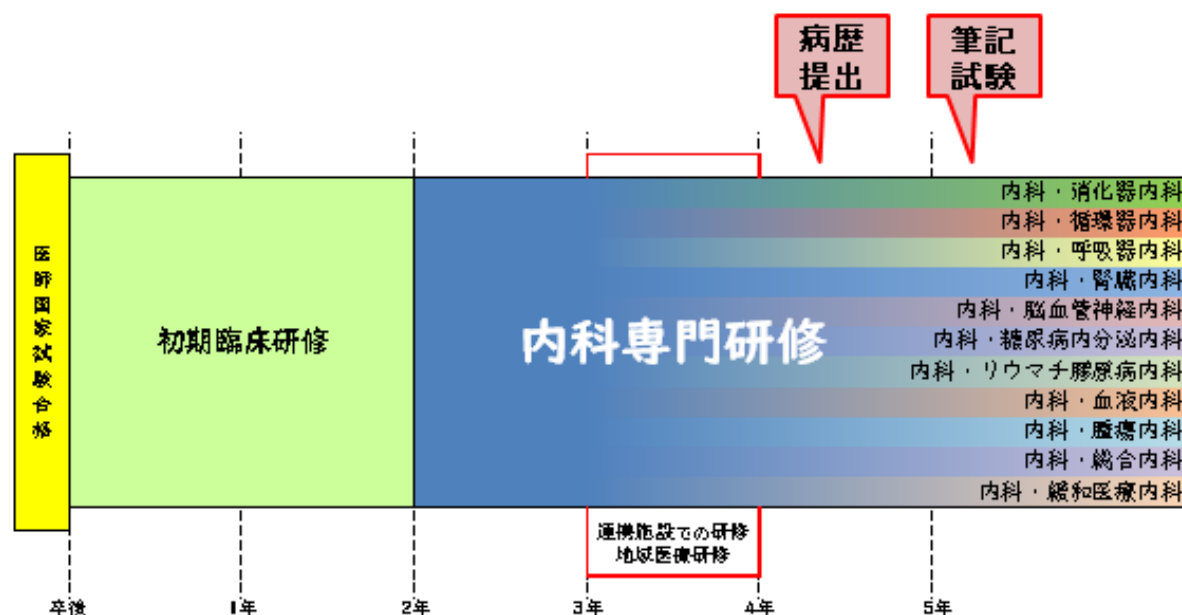 病歴
提出
筆記
試験
医師国家試験合格
初期臨床研修
内科専門研修
内科・消化器内科
内科・循環器内科
内科・呼吸器内科
内科・腎臓内科
内科・脳血管神経内科
内科・糖尿病内分泌内科
内科・リウマチ膠原病内科
内科・血液内科
内科・腫瘍内科
内科・総合内科
内科・緩和医療内科
連携施設での研修
地域医療研修
卒後
1年
2年
3年
4年
5年